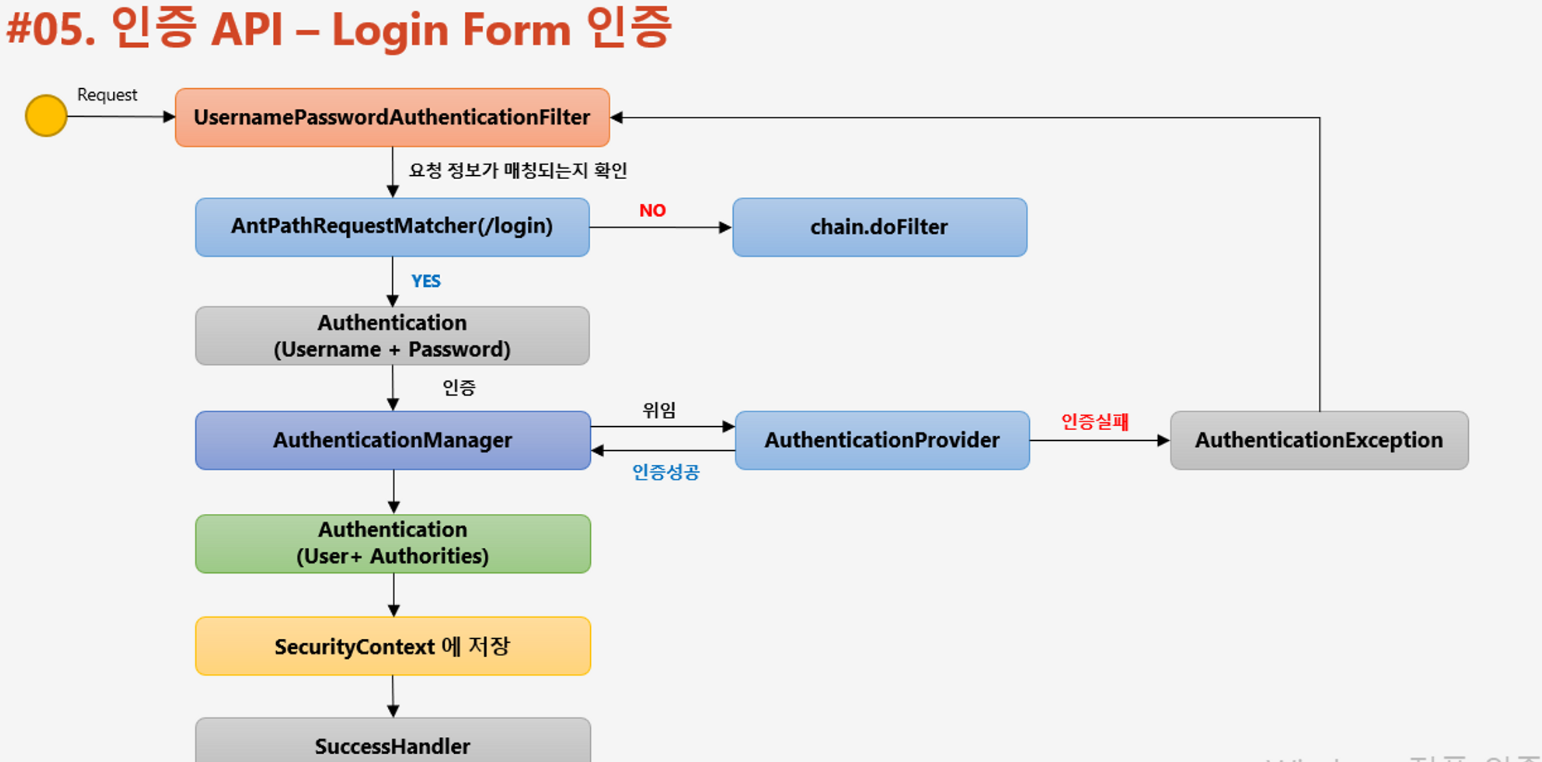 #05. 인증 API – Login Form 인증
Request
UsernamePasswordAuthenticationFilter
요청 정보가 매칭되는지 확인
AntPathRequestMatcher(/login)
NO
chain.doFilter
YES
Authentication
(Username + Password)
인증
AuthenticationManager
위임
인증성공
AuthenticationProvider
인증실패
AuthenticationException
Authentication
(User+ Authorities)
SecurityContext 에 저장
SuccessHandler